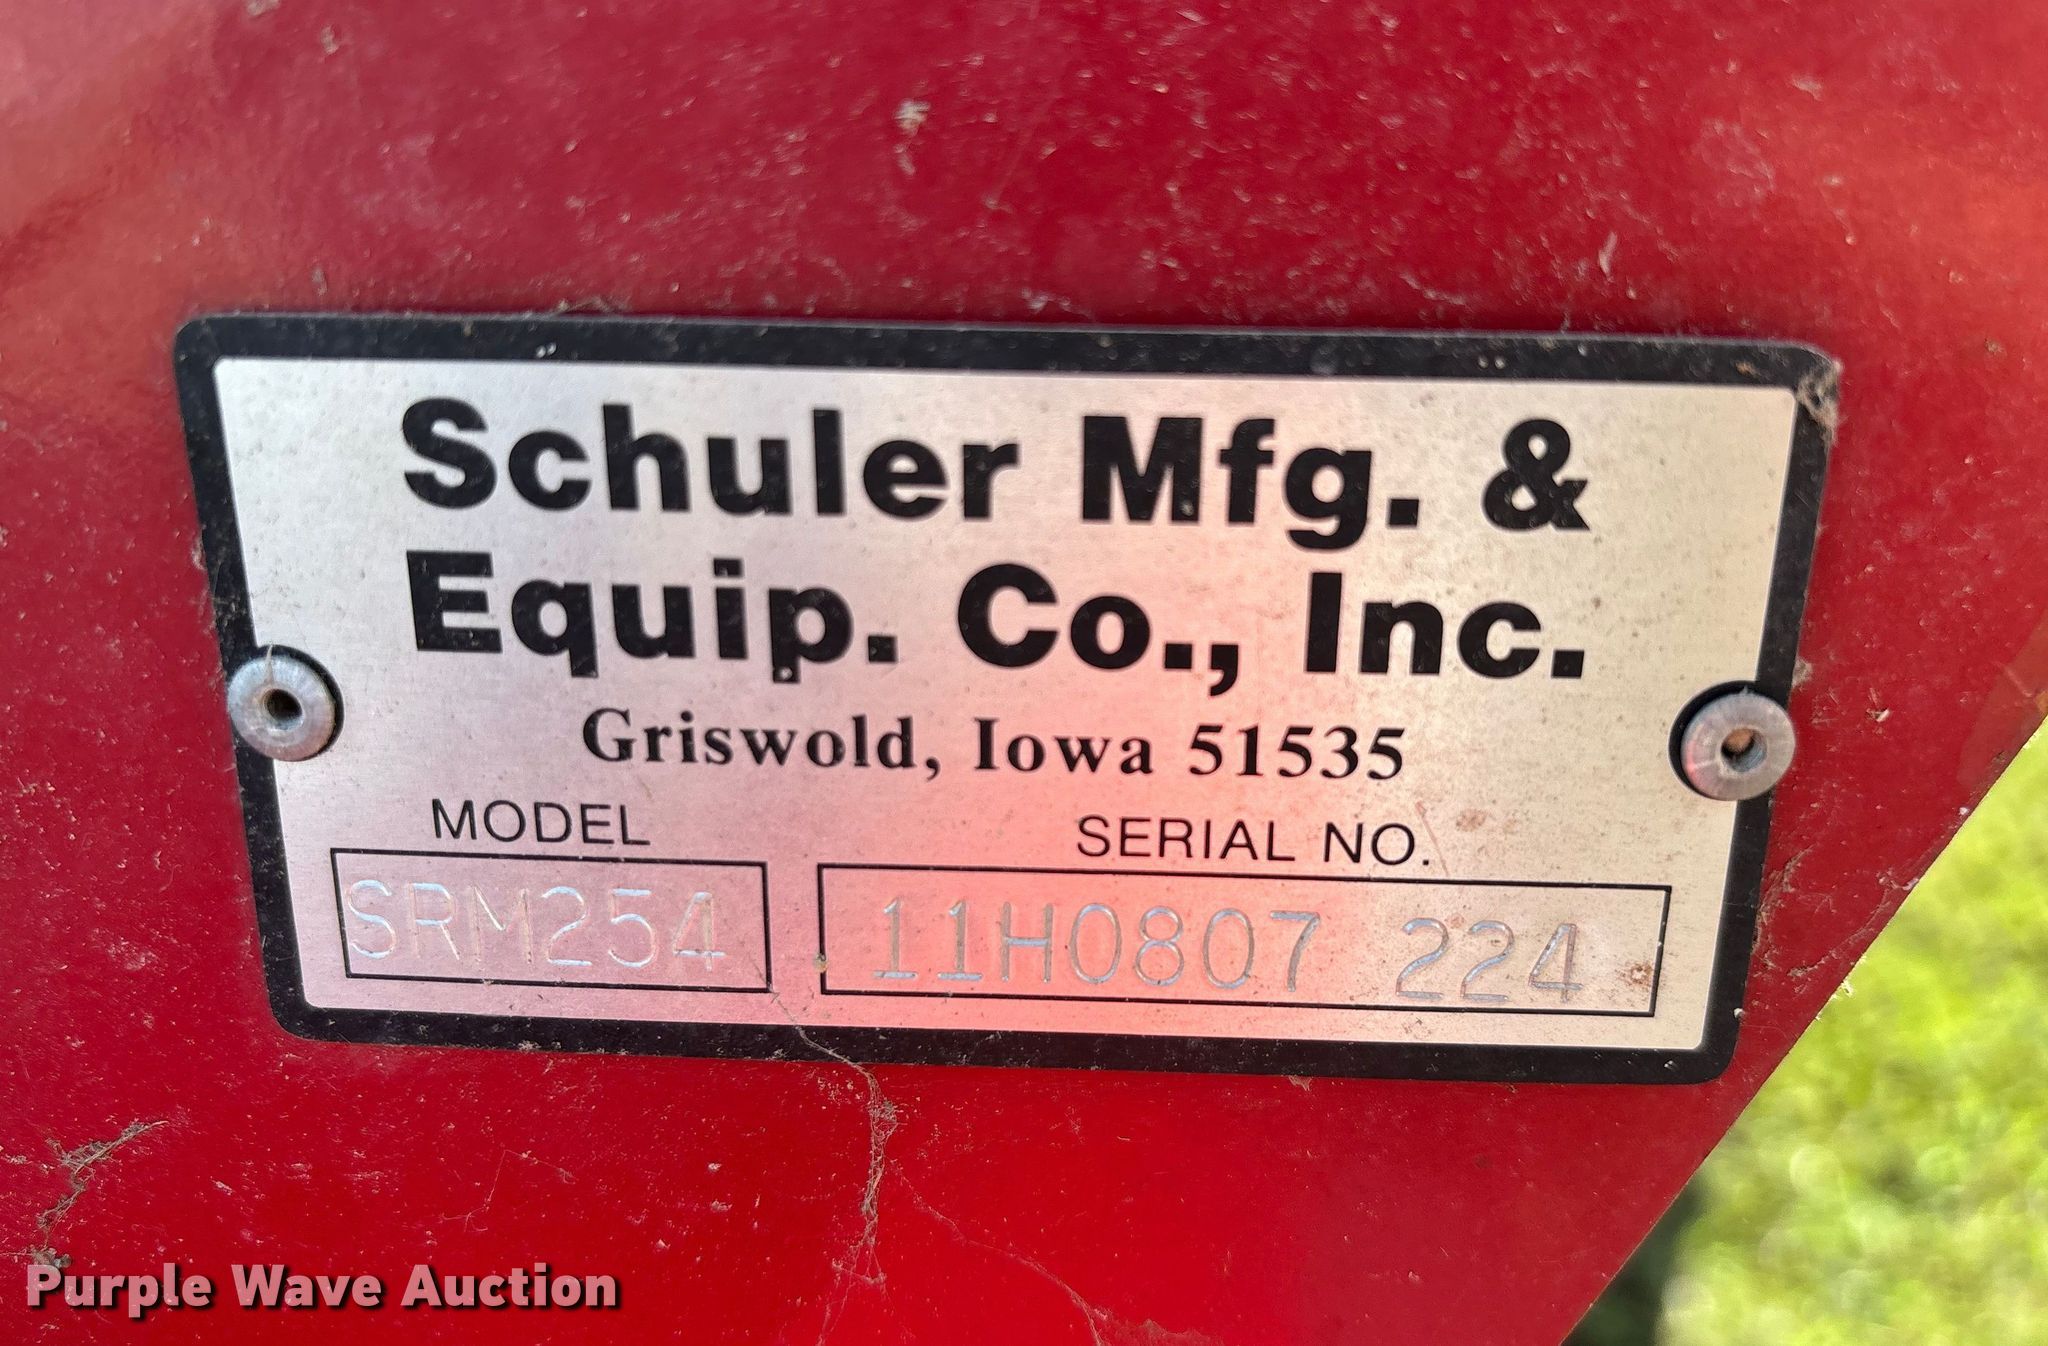 Schuler Mfg. &
Equip. Co., Inc.
Griswold, Iowa 51535
MODEL SERIAL NO.
SRM254 11H0807 224
Purple Wave Auction